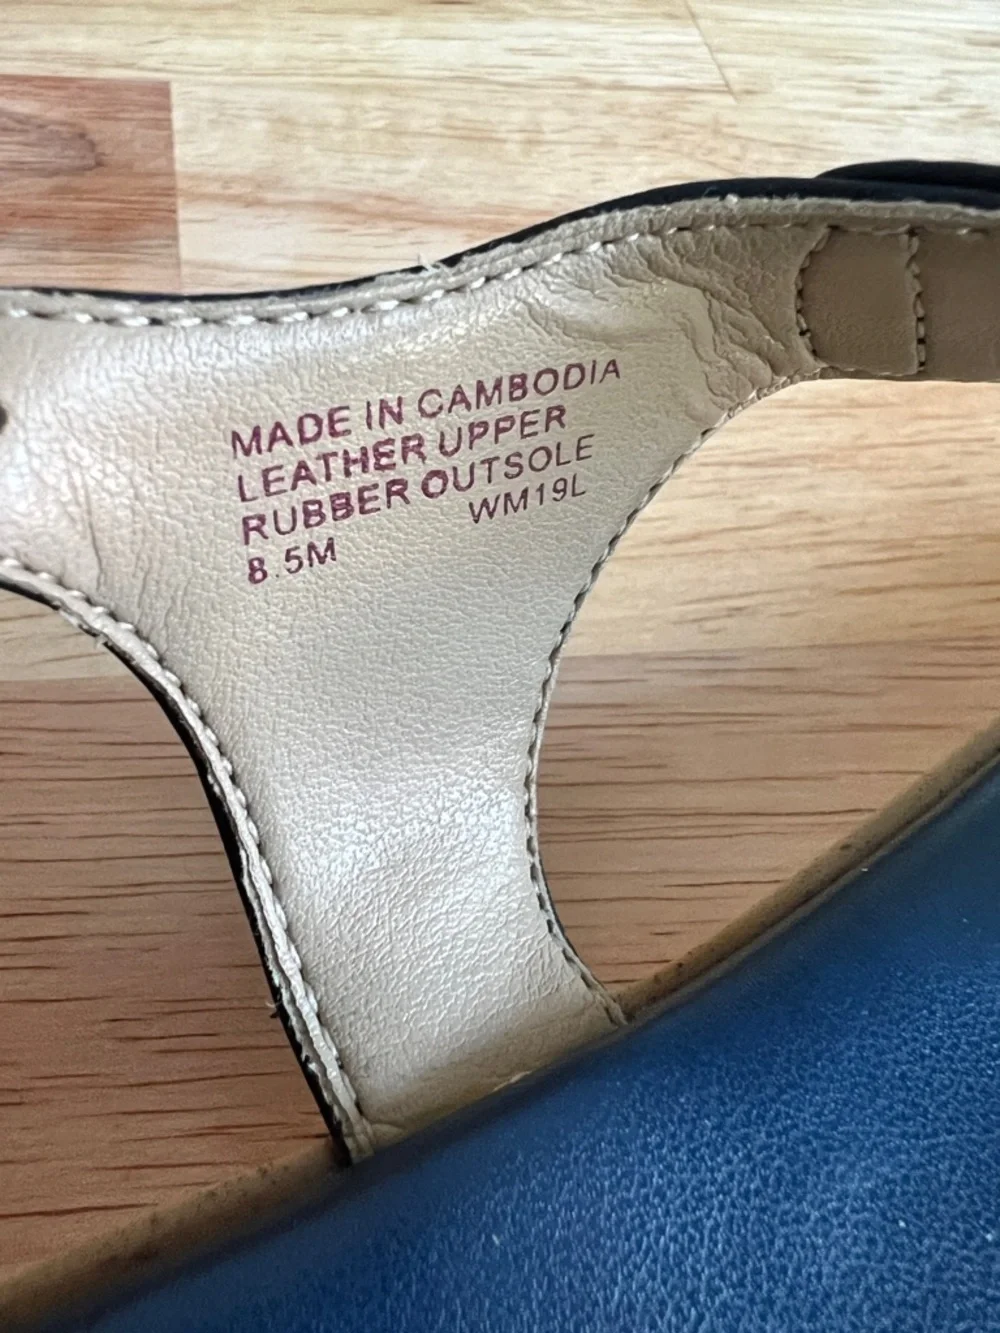 MADE IN CAMBODIA
LEATHER UPPER
RUBBER OUTSOLE
8.5M WM19L